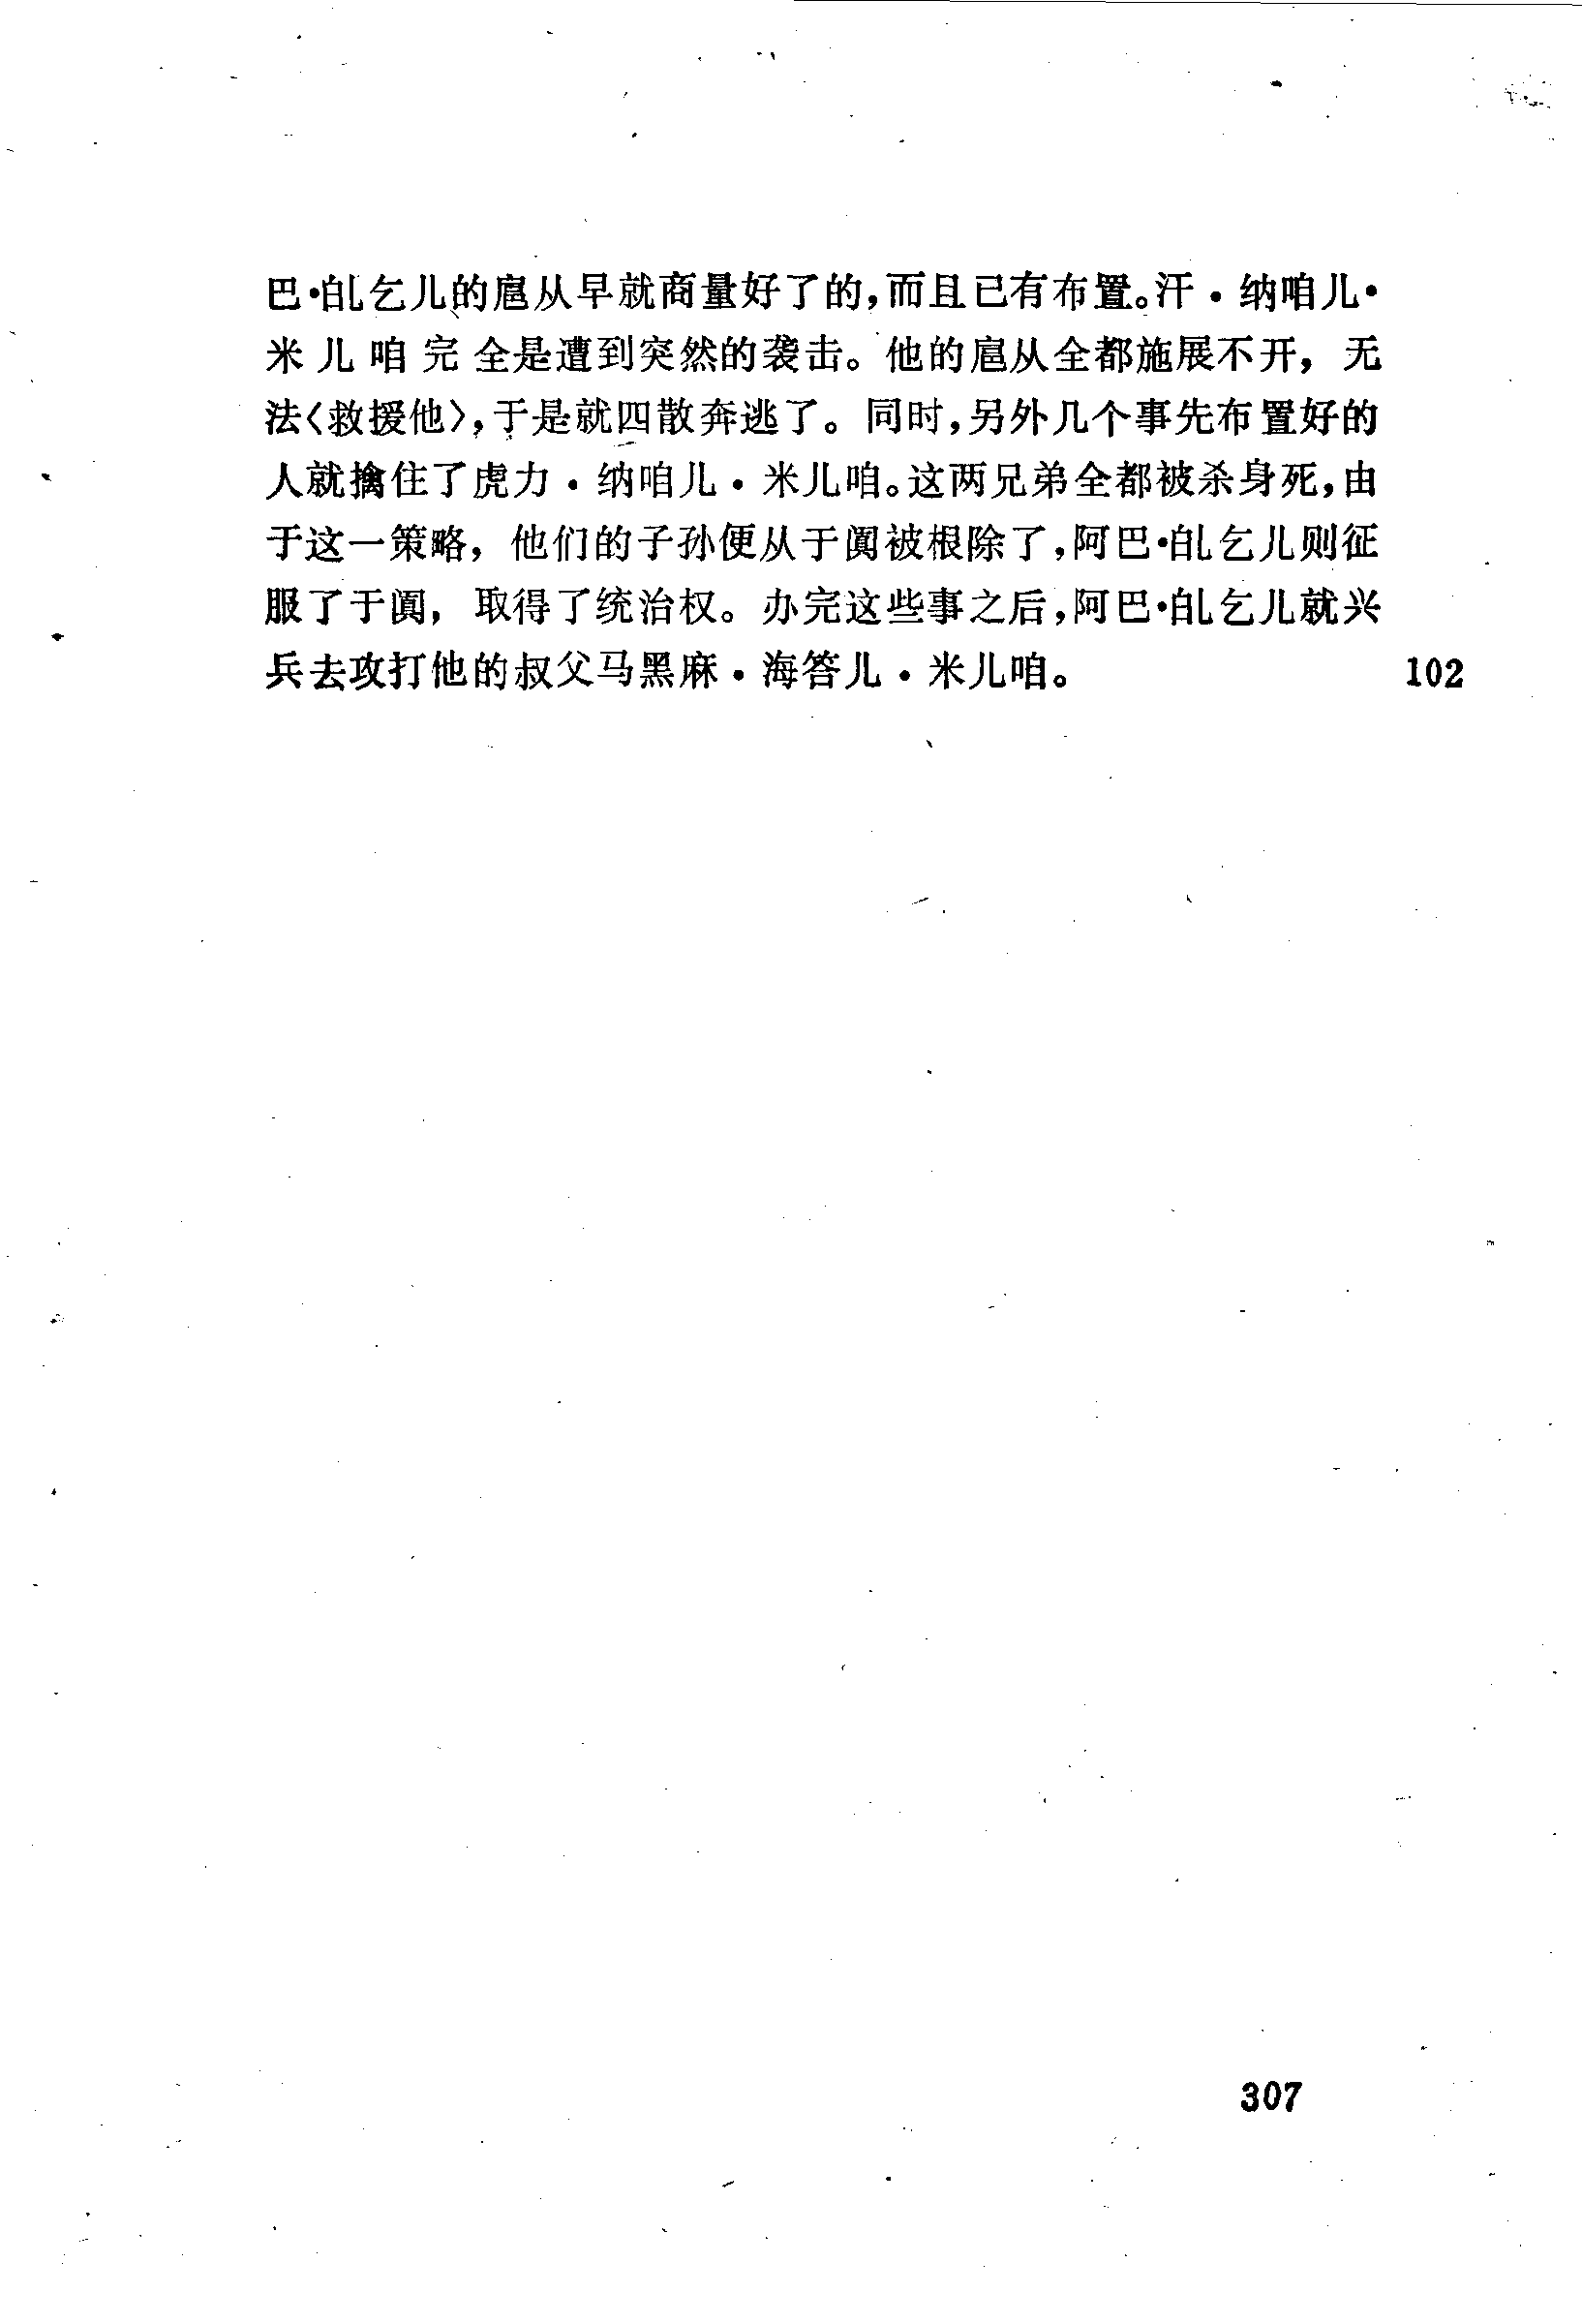 巴·癿乞儿的扈从早就商量好了的，而且已有布置。汗·纳咱儿·
米儿咱完全是遭到突然的袭击。他的扈从全都施展不开，无
法〈救援他〉，于是就四散奔逃了。同时，另外几个事先布置好的
人就擒住了虎力·纳咱儿·米儿咱。这两兄弟全都被杀身死，由
于这一策略，他们的子孙便从于阗被根除了，阿巴·癿乞儿则征
服了于阗，取得了统治权。办完这些事之后，阿巴·癿乞儿就兴
兵去攻打他的叔父马黑麻·海答儿·米儿咱。 102
307